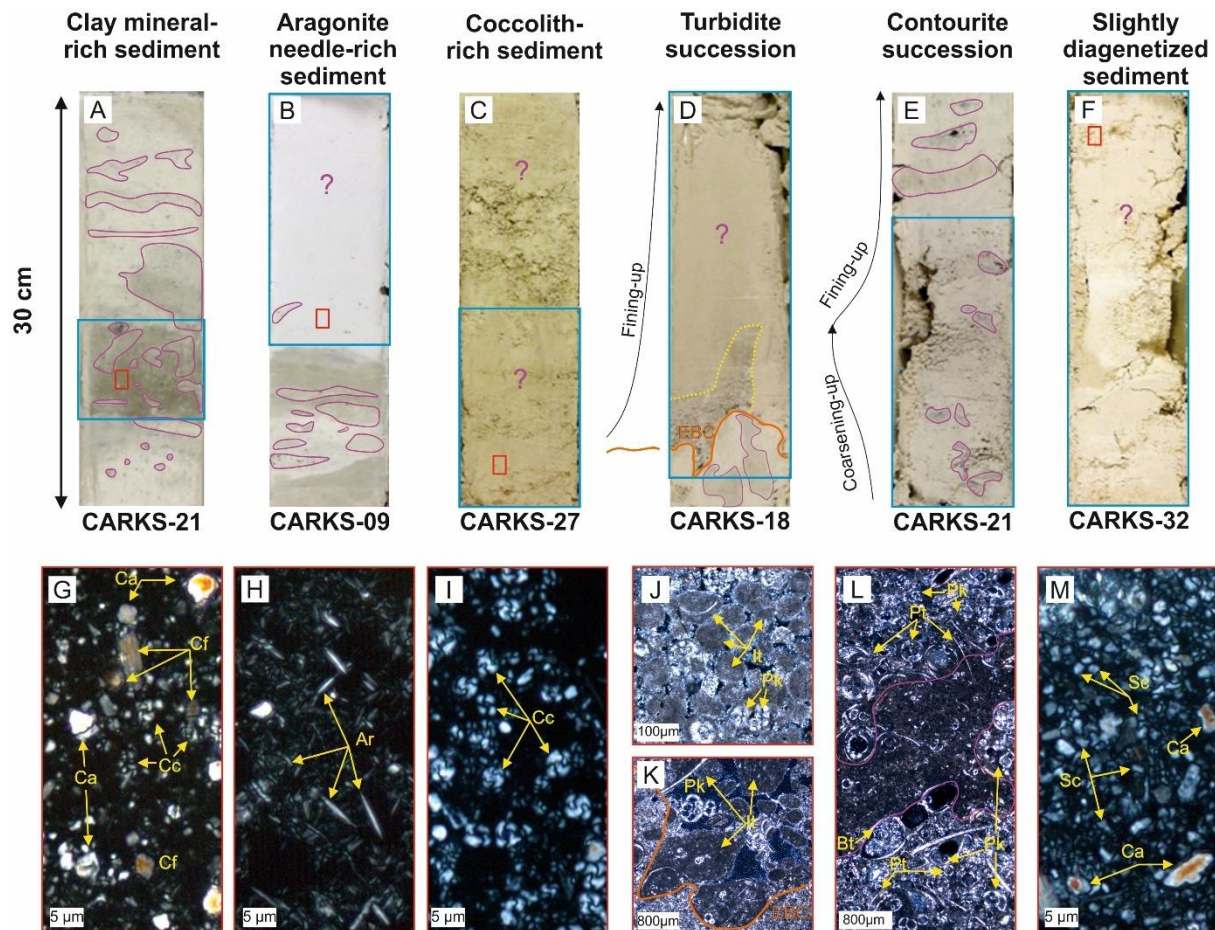 Clay mineral-
rich sediment
Aragonite
needle-rich
sediment
Coccolith-
rich sediment
Turbidite
succession
Contourite
succession
Slightly
diagenetized
sediment
30 cm
A
B
?
C
?
?
Fining-up
D
?
EBC
Fining-up
Coarsening-up
E
F
?
CARKS-21
CARKS-09
CARKS-27
CARKS-18
CARKS-21
CARKS-32
G
Ca
Cf
Cc
Ca
Cf
5 µm
H
Ar
5 µm
I
Cc
5 µm
J
It
Pk
100µm
K
Pk
It
EBC
800µm
L
Pk
Pt
Bt
Pt
Pk
800µm
M
Sc
Ca
Sc
Ca
5 µm